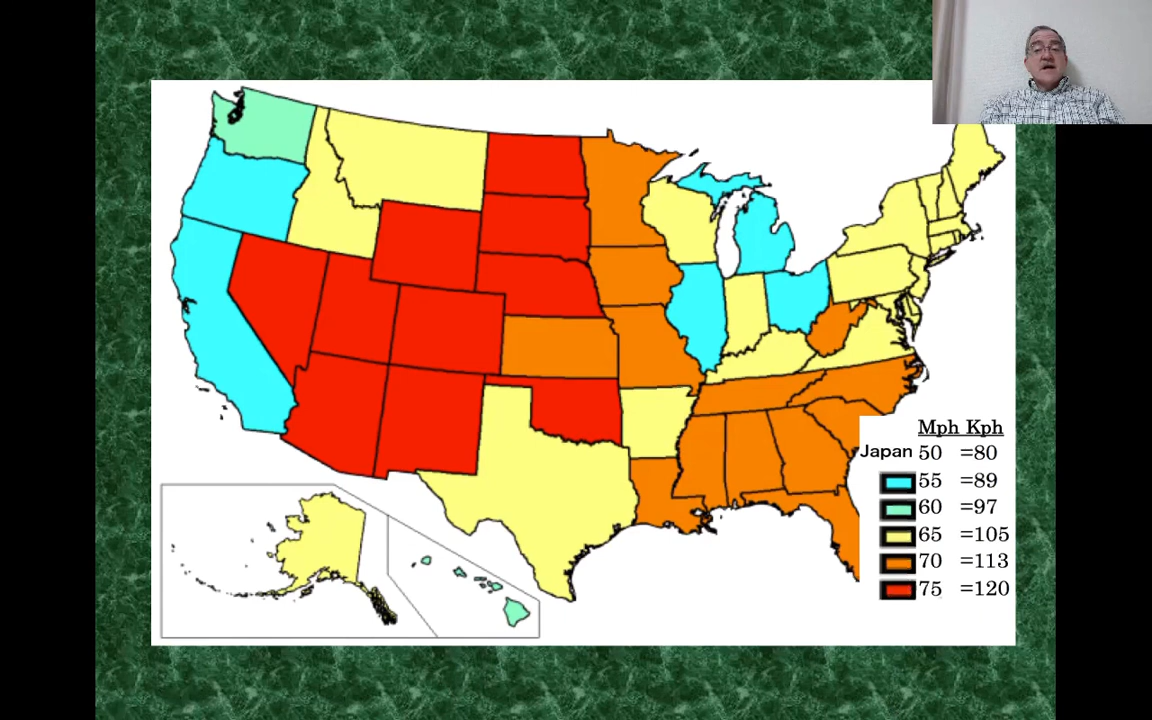 Mph Kph
Japan 50 =80
55 =89
60 =97
65 =105
70 =113
75 =120